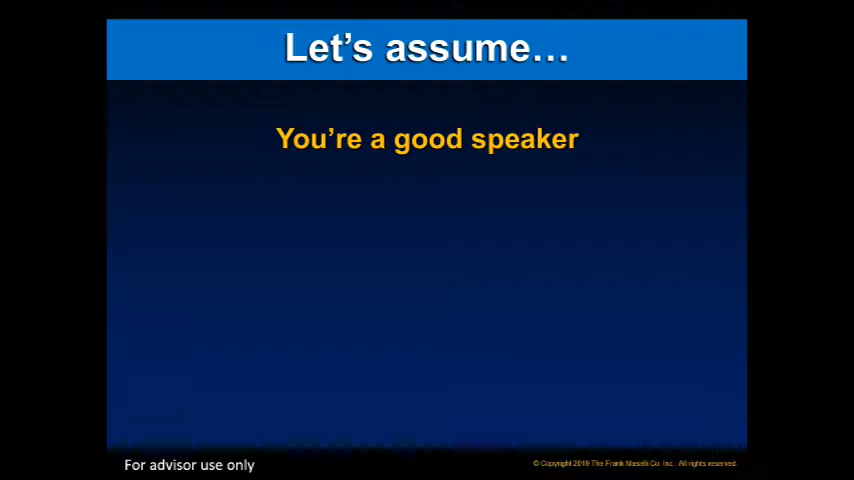 Let’s assume…
You’re a good speaker
For advisor use only
© Copyright 2019 The Frank Maselli Co. Inc. All rights reserved.